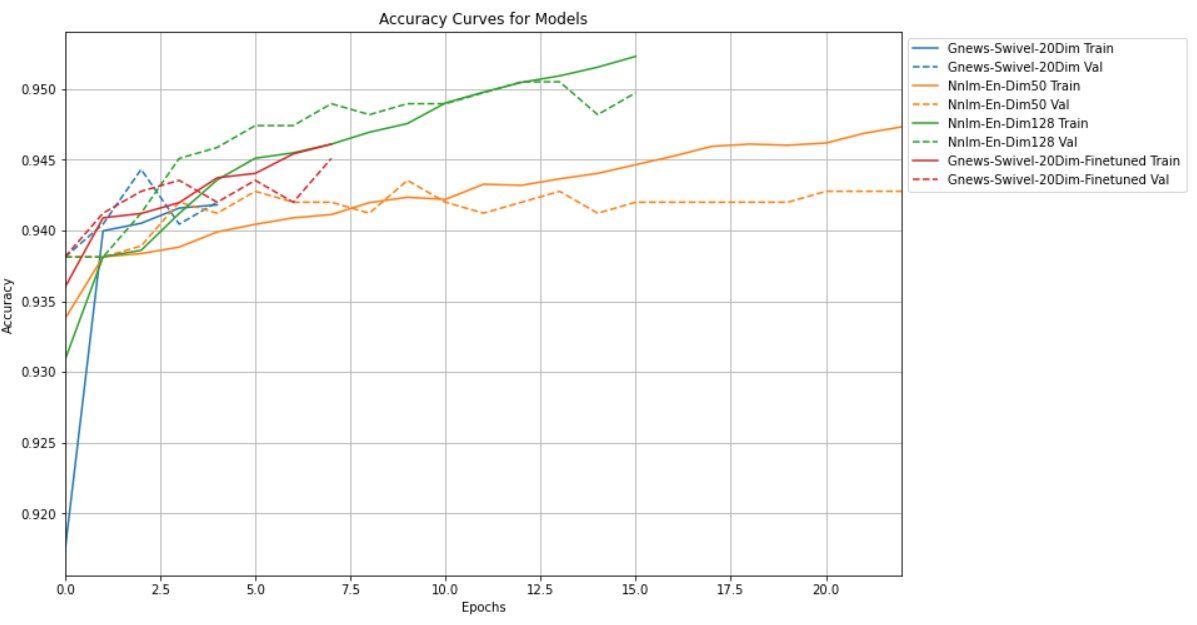 Accuracy Curves for Models
Gnews-Swivel-20Dim Train
Gnews-Swivel-20Dim Val
Nnlm-En-Dim50 Train
Nnlm-En-Dim50 Val
Nnlm-En-Dim128 Train
Nnlm-En-Dim128 Val
Gnews-Swivel-20Dim-Finetuned Train
Gnews-Swivel-20Dim-Finetuned Val
Accuracy
0.950
0.945
0.940
0.935
0.930
0.925
0.920
0.0 2.5 5.0 7.5 10.0 12.5 15.0 17.5 20.0
Epochs